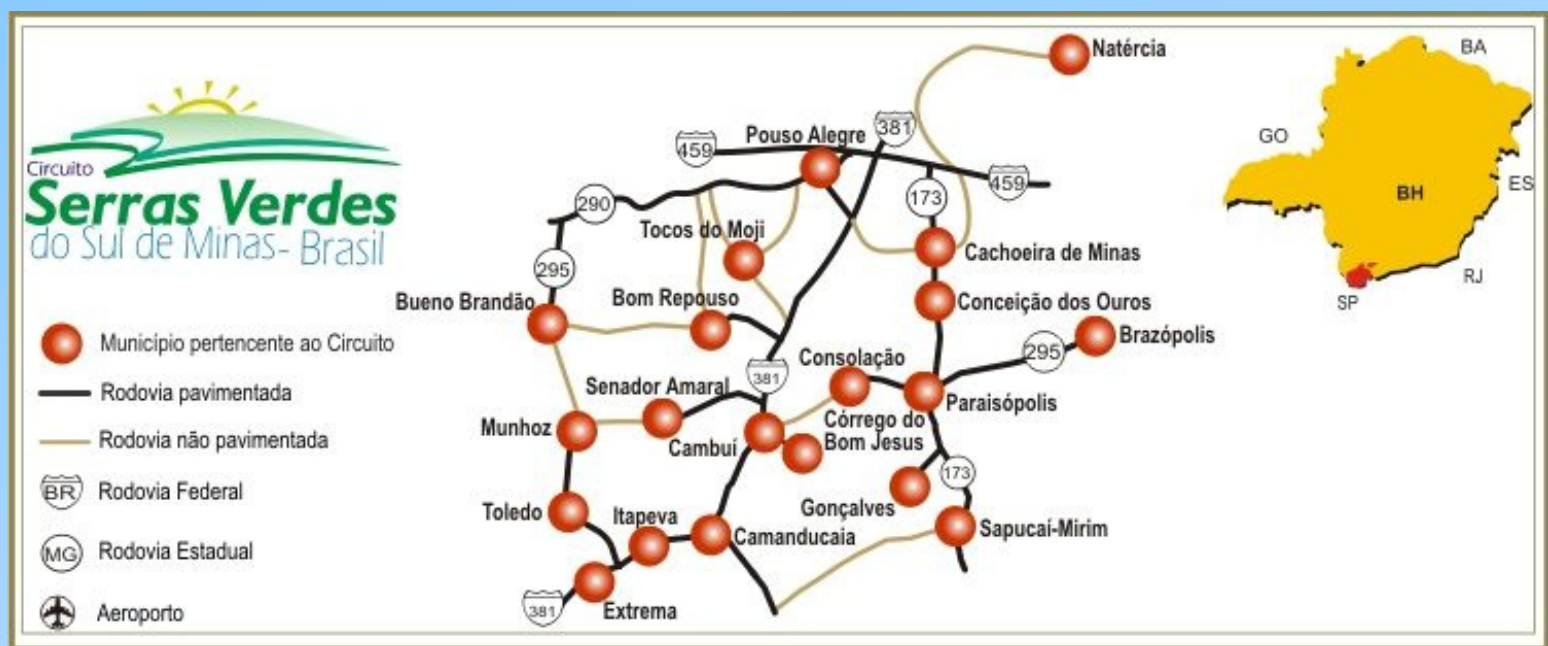 Circuito
Serras Verdes
do Sul de Minas- Brasil
Município pertencente ao Circuito
Rodovia pavimentada
Rodovia não pavimentada
BR
Rodovia Federal
MG
Rodovia Estadual
Aeroporto
Natércia
Pouso Alegre
381
459
459
290
173
Tocos do Moji
Cachoeira de Minas
295
Bueno Brandão
Bom Repouso
Conceição dos Ouros
Brazópolis
295
Consolação
381
Senador Amaral
Paraisópolis
Munhoz
Cambuí
Córrego do
Bom Jesus
173
Gonçalves
Toledo
Itapeva
Camanducaia
Sapucaí-Mirim
Extrema
381
BA
GO
BH
ES
RJ
SP